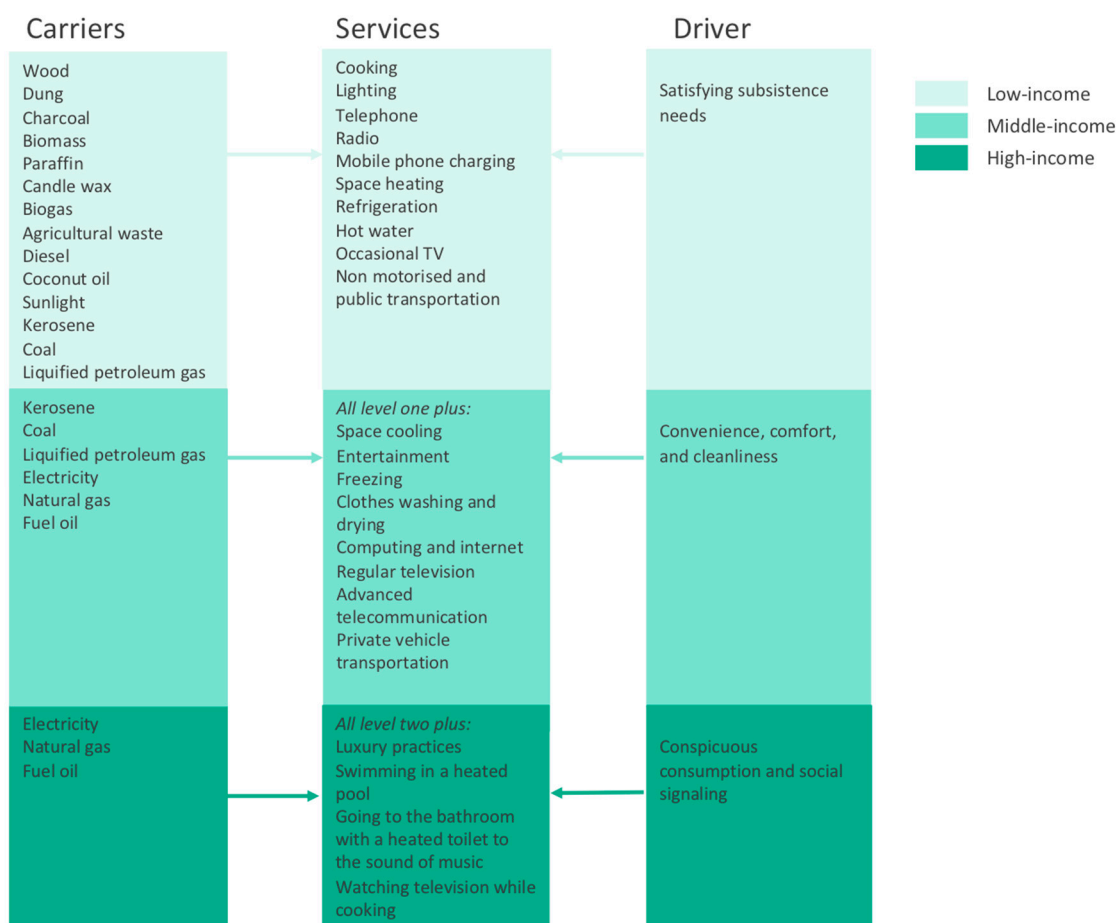 Carriers
Wood
Dung
Charcoal
Biomass
Paraffin
Candle wax
Biogas
Agricultural waste
Diesel
Coconut oil
Sunlight
Kerosene
Coal
Liquified petroleum gas
Kerosene
Coal
Liquified petroleum gas
Electricity
Natural gas
Fuel oil
Electricity
Natural gas
Fuel oil
Services
Cooking
Lighting
Telephone
Radio
Mobile phone charging
Space heating
Refrigeration
Hot water
Occasional TV
Non motorised and
public transportation
All level one plus:
Space cooling
Entertainment
Freezing
Clothes washing and
drying
Computing and internet
Regular television
Advanced
telecommunication
Private vehicle
transportation
All level two plus:
Luxury practices
Swimming in a heated
pool
Going to the bathroom
with a heated toilet to
the sound of music
Watching television while
cooking
Driver
Satisfying subsistence
needs
Convenience, comfort,
and cleanliness
Conspicuous
consumption and social
signaling
Low-income
Middle-income
High-income